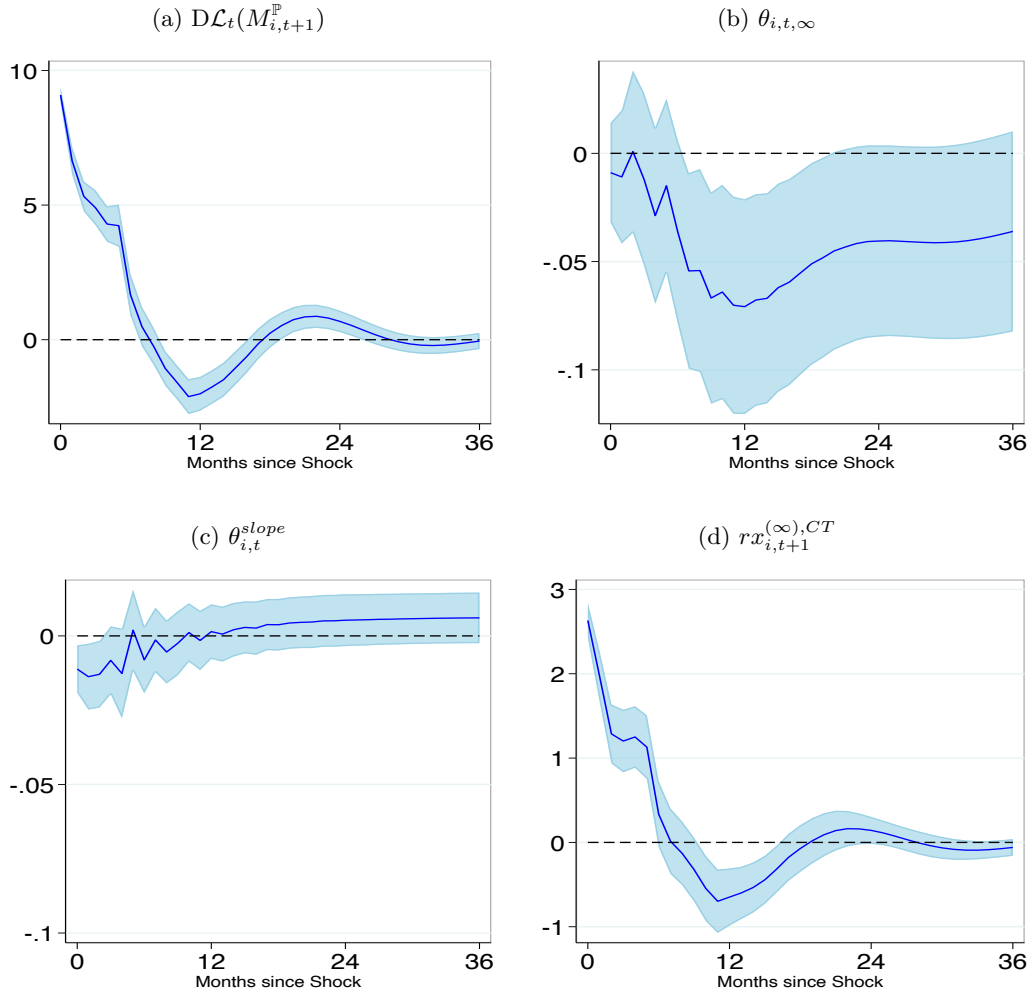 (a) D𝓛ₜ(M^ℙ_{i,t+1})
10
5
0
0 12 24 36
Months since Shock
(b) θ_{i,t,∞}
0
-.05
-.1
0 12 24 36
Months since Shock
(c) θ^{slope}_{i,t}
0
-.05
-.1
0 12 24 36
Months since Shock
(d) rx^{(∞),CT}_{i,t+1}
3
2
1
0
-1
0 12 24 36
Months since Shock